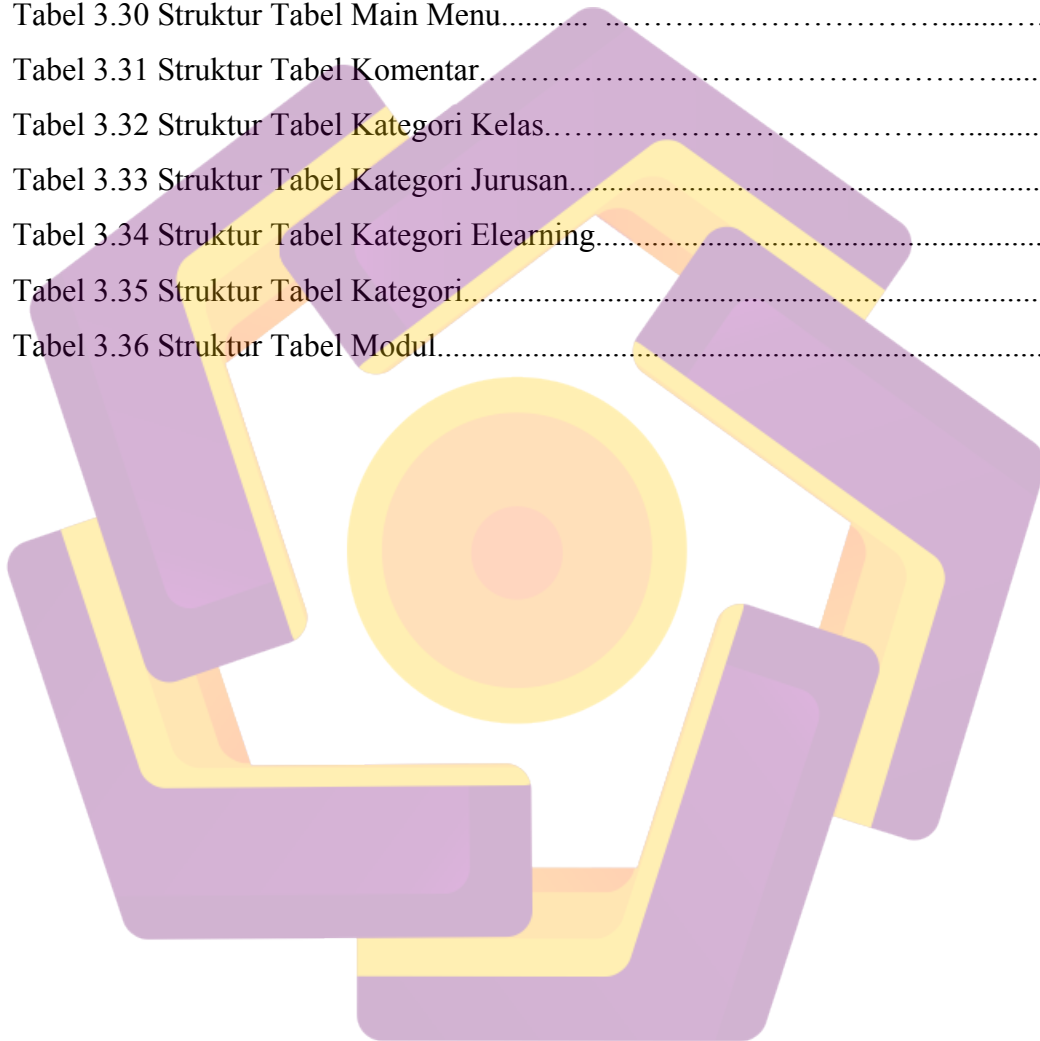 Tabel 3.30 Struktur Tabel Main Menu........... ..……………………………........….
Tabel 3.31 Struktur Tabel Komentar……………………………………………….....
Tabel 3.32 Struktur Tabel Kategori Kelas…………………………………….........
Tabel 3.33 Struktur Tabel Kategori Jurusan..........................................................
Tabel 3.34 Struktur Tabel Kategori Elearning......................................................
Tabel 3.35 Struktur Tabel Kategori.......................................................................
Tabel 3.36 Struktur Tabel Modul..........................................................................